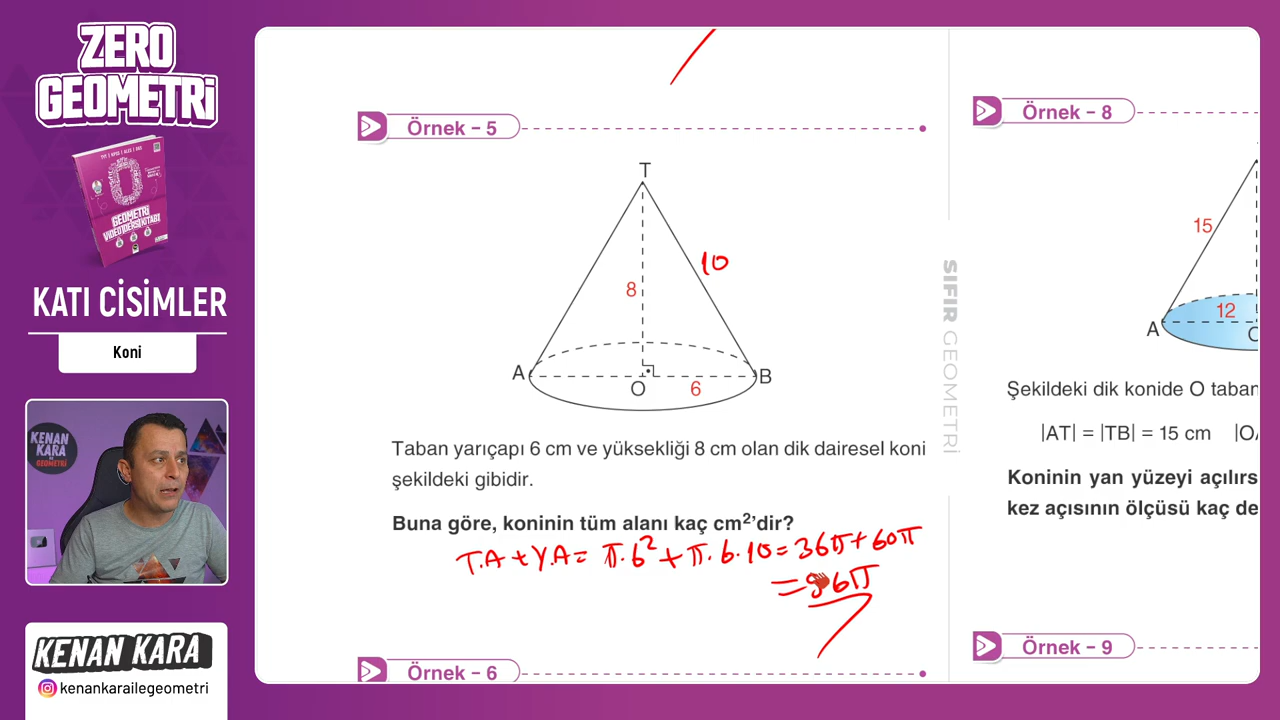 ZERO
GEOMETRİ
GEOMETRİ
VİDEO DERS KİTABI
KATI CİSİMLER
Koni
KENAN
KARA
ile
GEOMETRİ
KENAN KARA
kenankarailegeometri
Örnek - 5
T
10
8
A
O
6
B
Taban yarıçapı 6 cm ve yüksekliği 8 cm olan dik dairesel koni
şekildeki gibidir.
Buna göre, koninin tüm alanı kaç cm²'dir?
T.A + Y.A = π.6² + π.6.10 = 36π + 60π
= 96π
Örnek - 6
SIFIR GEOMETRİ
Örnek - 8
15
12
A
Şekildeki dik konide O taban
|AT| = |TB| = 15 cm |O
Koninin yan yüzeyi açılırs
kez açısının ölçüsü kaç de
Örnek - 9